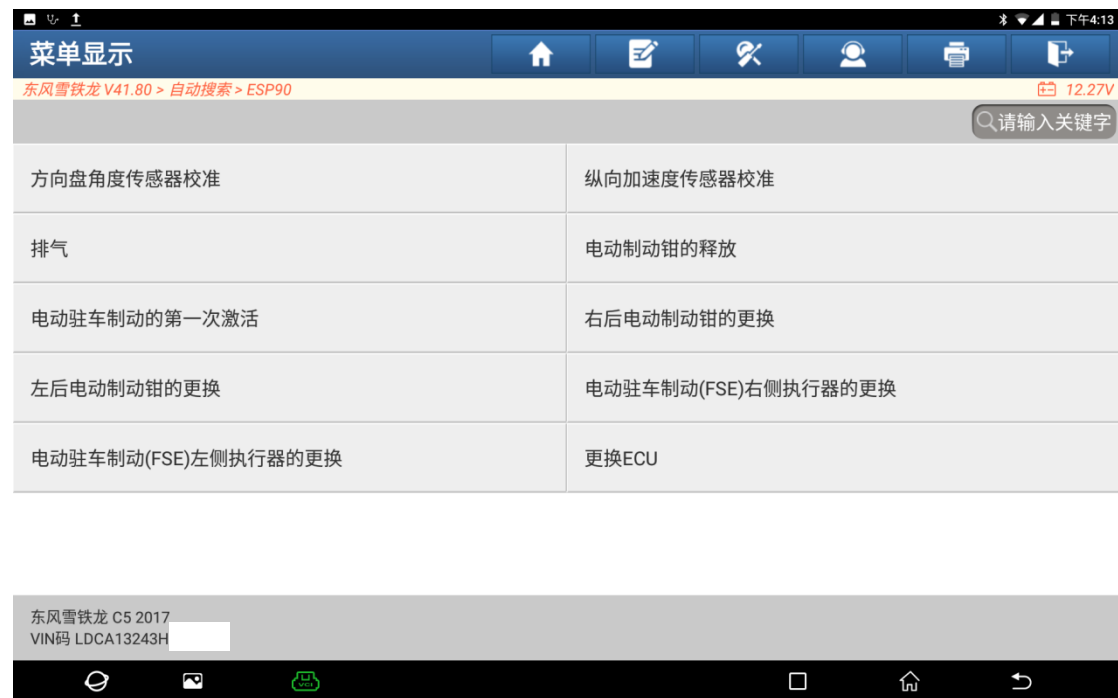 下午4:13
菜单显示
东风雪铁龙 V41.80 > 自动搜索 > ESP90
12.27V
请输入关键字
方向盘角度传感器校准
纵向加速度传感器校准
排气
电动制动钳的释放
电动驻车制动的第一次激活
右后电动制动钳的更换
左后电动制动钳的更换
电动驻车制动(FSE)右侧执行器的更换
电动驻车制动(FSE)左侧执行器的更换
更换ECU
东风雪铁龙 C5 2017
VIN码 LDCA13243H
VCI